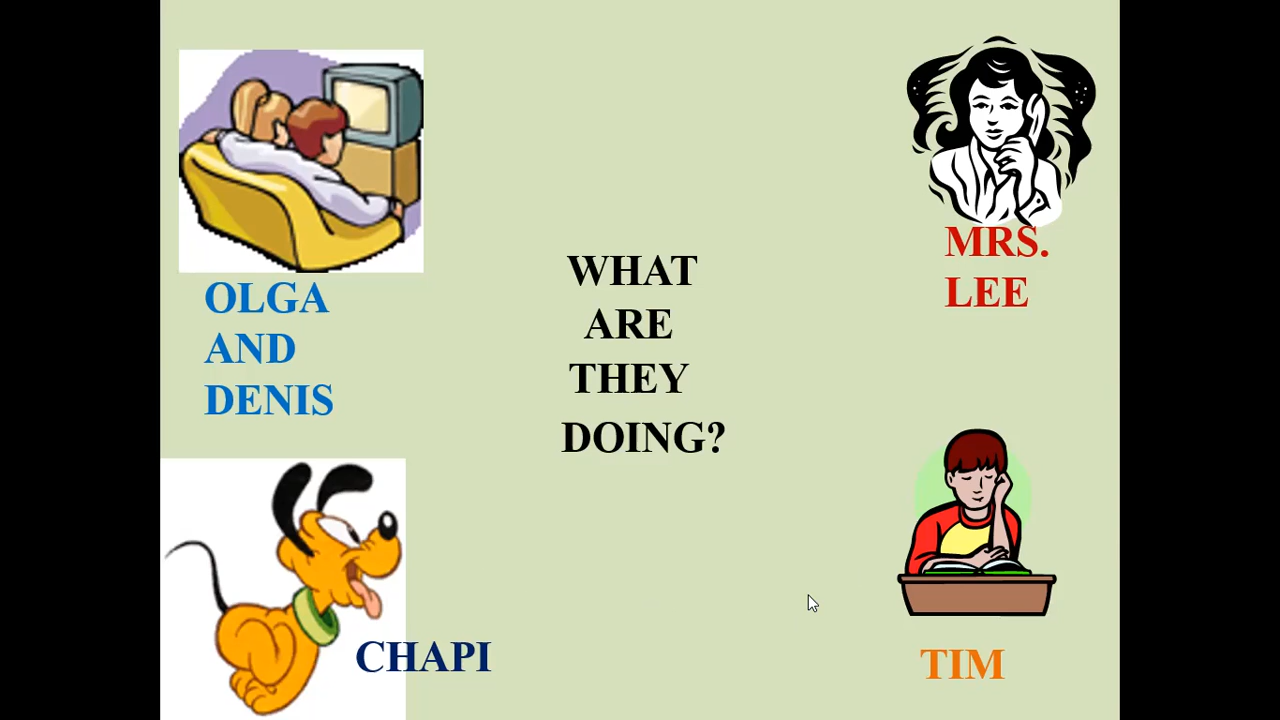 OLGA
AND
DENIS
MRS.
LEE
WHAT
ARE
THEY
DOING?
CHAPI
TIM